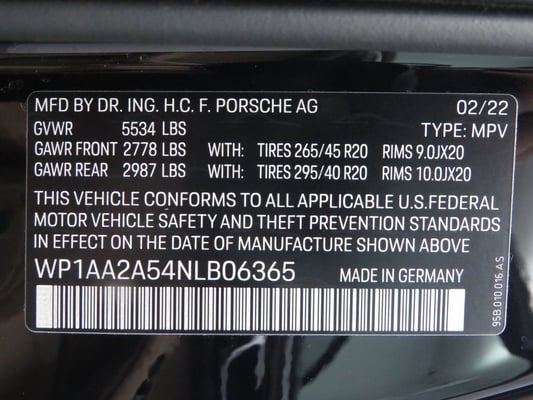 MFD BY DR. ING. H.C. F. PORSCHE AG 02/22
GVWR 5534 LBS TYPE: MPV
GAWR FRONT 2778 LBS WITH: TIRES 265/45 R20 RIMS 9.0JX20
GAWR REAR 2987 LBS WITH: TIRES 295/40 R20 RIMS 10.0JX20
THIS VEHICLE CONFORMS TO ALL APPLICABLE U.S.FEDERAL
MOTOR VEHICLE SAFETY AND THEFT PREVENTION STANDARDS
IN EFFECT ON THE DATE OF MANUFACTURE SHOWN ABOVE
WP1AA2A54NLB06365 MADE IN GERMANY
95B.010.016.AS